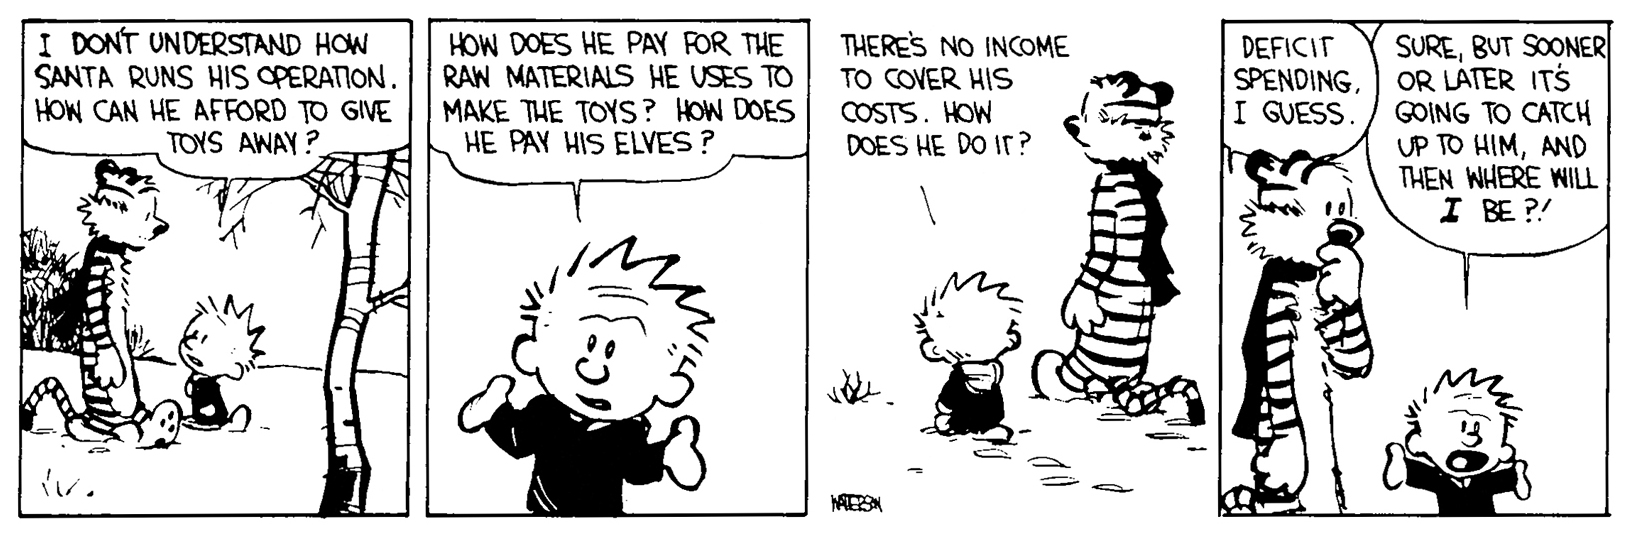 I DON'T UNDERSTAND HOW
SANTA RUNS HIS OPERATION.
HOW CAN HE AFFORD TO GIVE
TOYS AWAY?
HOW DOES HE PAY FOR THE
RAW MATERIALS HE USES TO
MAKE THE TOYS? HOW DOES
HE PAY HIS ELVES?
THERE'S NO INCOME
TO COVER HIS
COSTS. HOW
DOES HE DO IT?
WATTERSON
DEFICIT
SPENDING,
I GUESS.
SURE, BUT SOONER
OR LATER IT'S
GOING TO CATCH
UP TO HIM, AND
THEN WHERE WILL
I BE?!